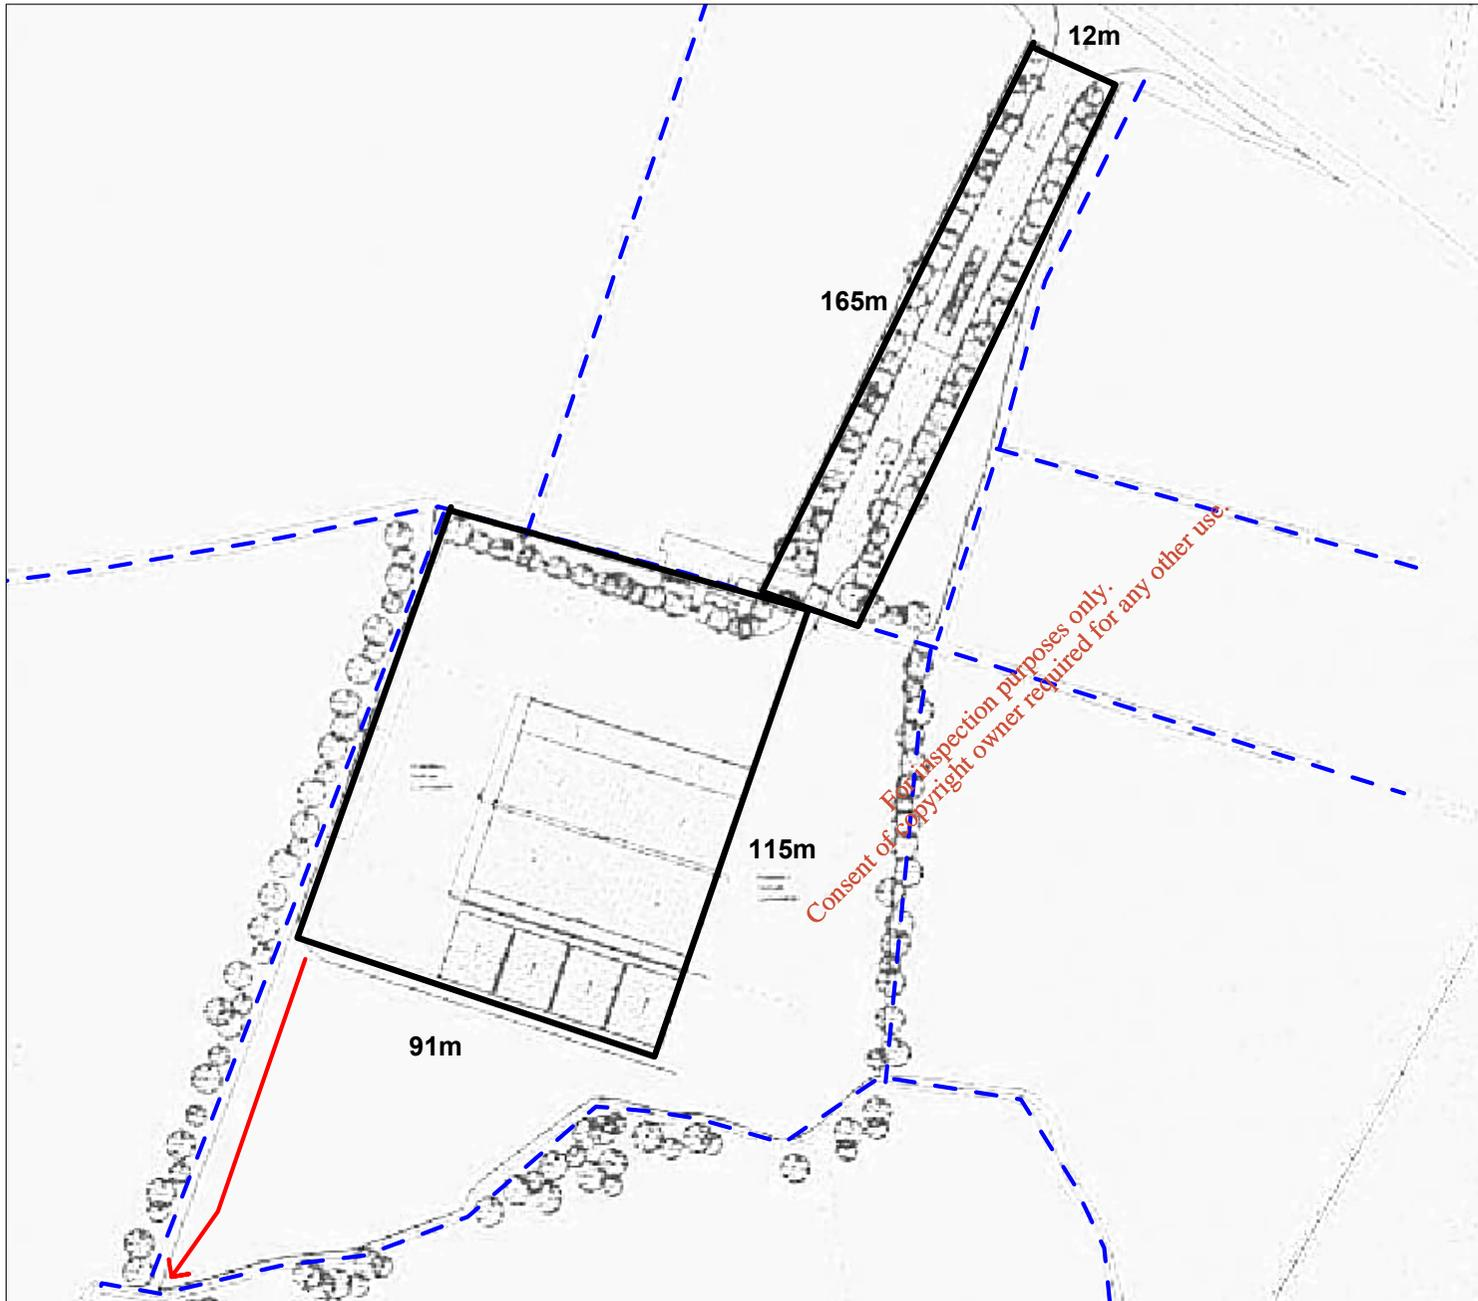 12m
165m
For inspection purposes only.
Consent of copyright owner required for any other use.
115m
91m